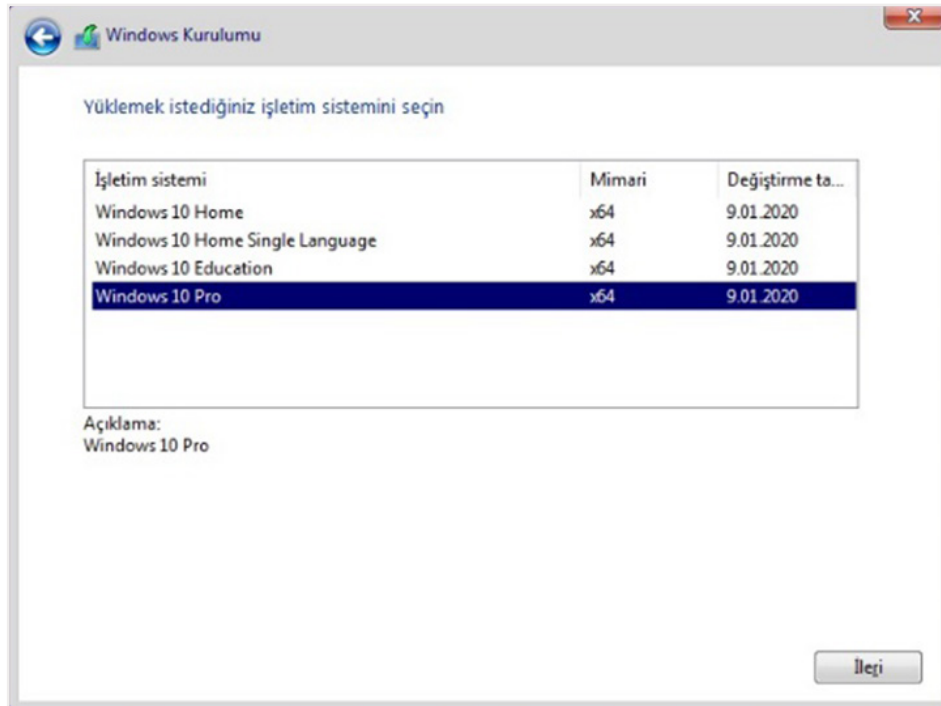 Windows Kurulumu
Yüklemek istediğiniz işletim sistemini seçin
İşletim sistemi Mimari Değiştirme ta...
Windows 10 Home x64 9.01.2020
Windows 10 Home Single Language x64 9.01.2020
Windows 10 Education x64 9.01.2020
Windows 10 Pro x64 9.01.2020
Açıklama:
Windows 10 Pro
İleri